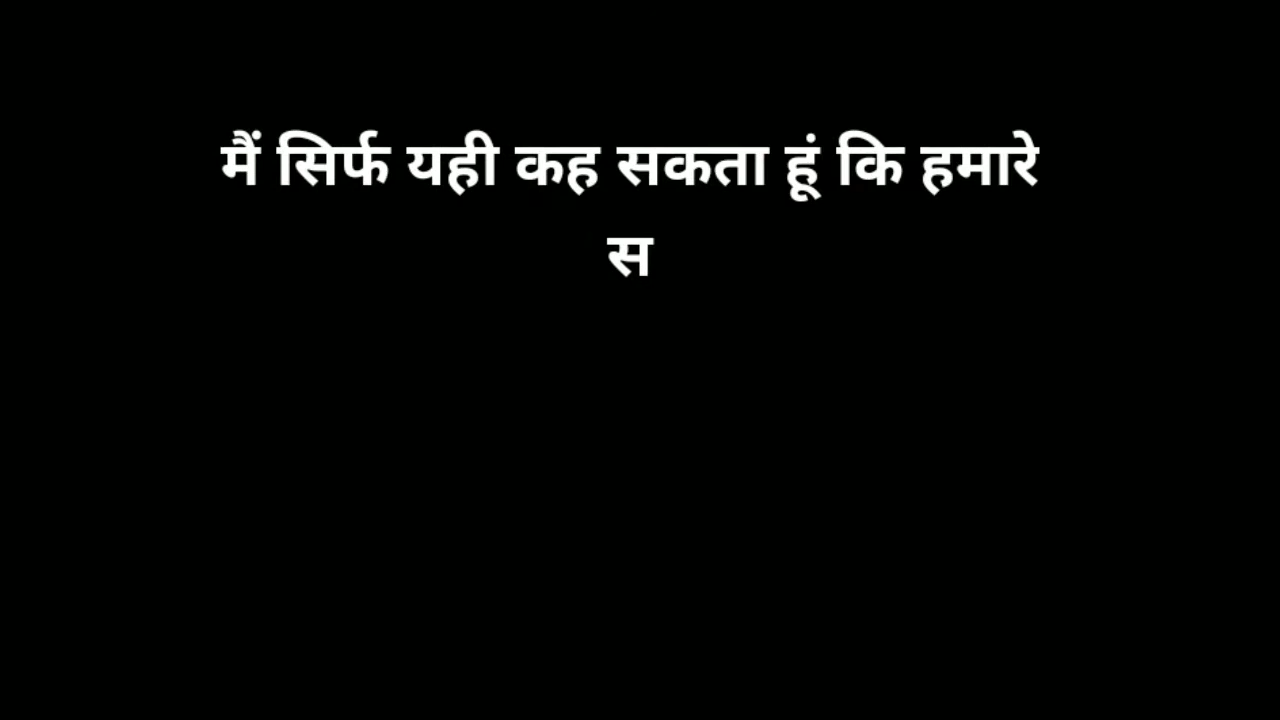 मैं सिर्फ यही कह सकता हूं कि हमारे
स